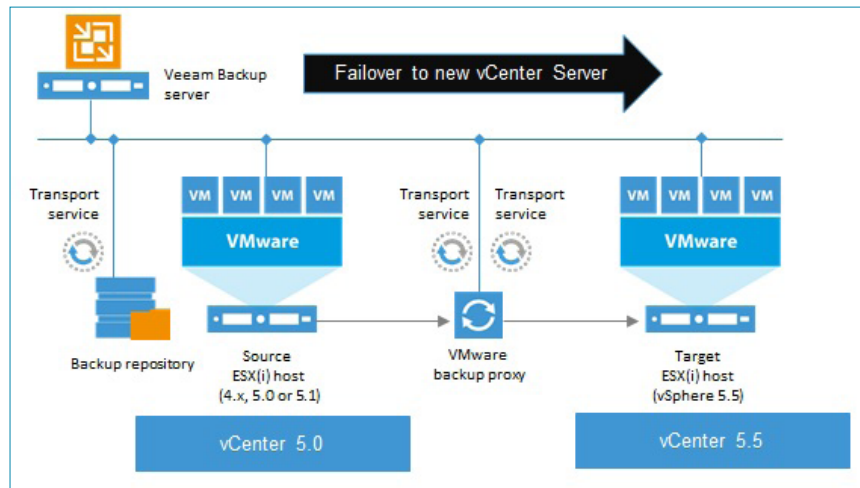 Veeam Backup
server
Failover to new vCenter Server
Transport
service
VM VM VM VM
VMware
Transport
service
Transport
service
VM VM VM VM
VMware
Backup repository
Source
ESX(i) host
(4.x, 5.0 or 5.1)
VMware
backup proxy
Target
ESX(i) host
(vSphere 5.5)
vCenter 5.0
vCenter 5.5